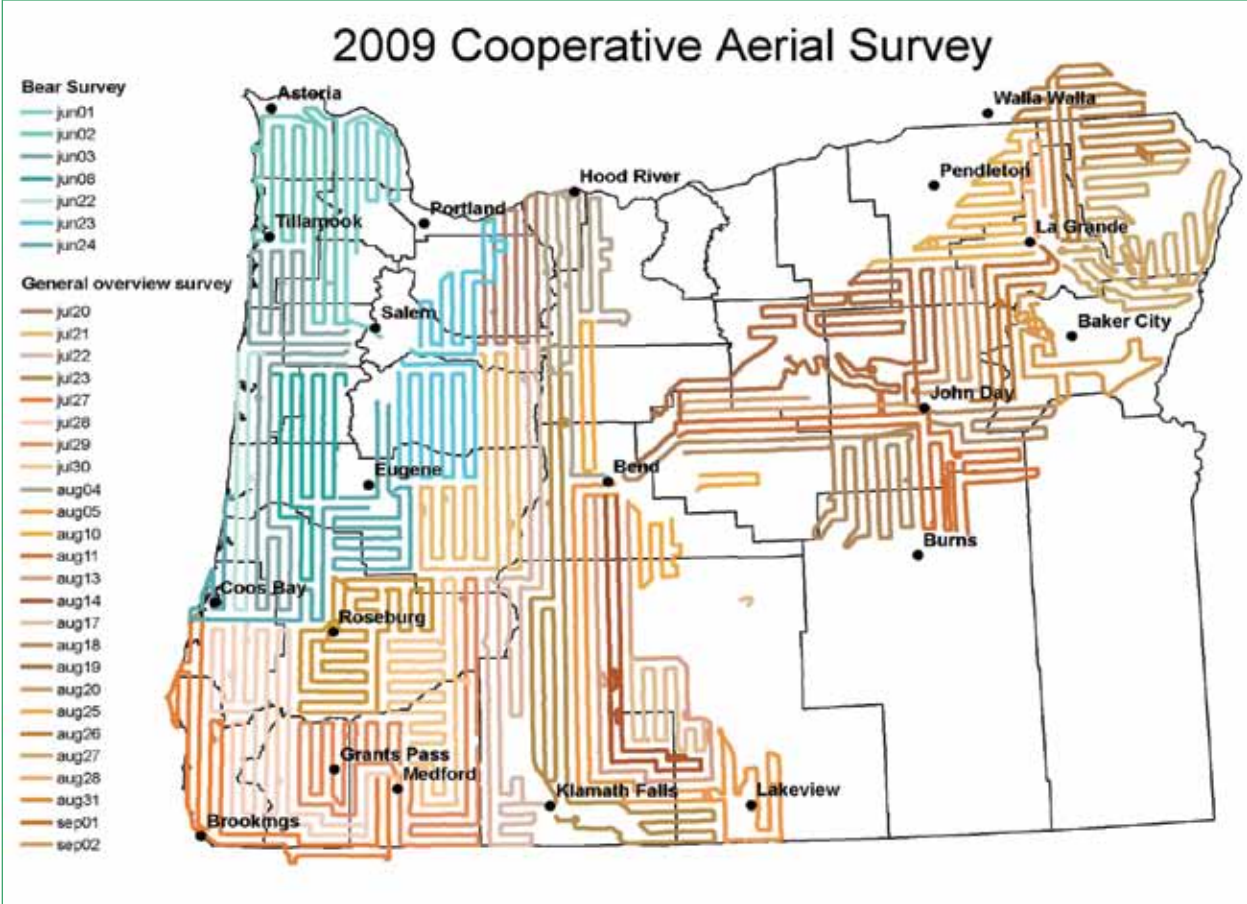 2009 Cooperative Aerial Survey
Bear Survey
jun01
jun02
jun03
jun08
jun22
jun23
jun24
General overview survey
jul20
jul21
jul22
jul23
jul27
jul28
jul29
jul30
aug04
aug05
aug10
aug11
aug13
aug14
aug17
aug18
aug19
aug20
aug25
aug26
aug27
aug28
aug31
sep01
sep02
Astoria
Walla Walla
Hood River
Pendleton
Portland
Tillamook
La Grande
Salem
Baker City
John Day
Eugene
Bend
Burns
Coos Bay
Roseburg
Grants Pass
Medford
Klamath Falls
Lakeview
Brookings